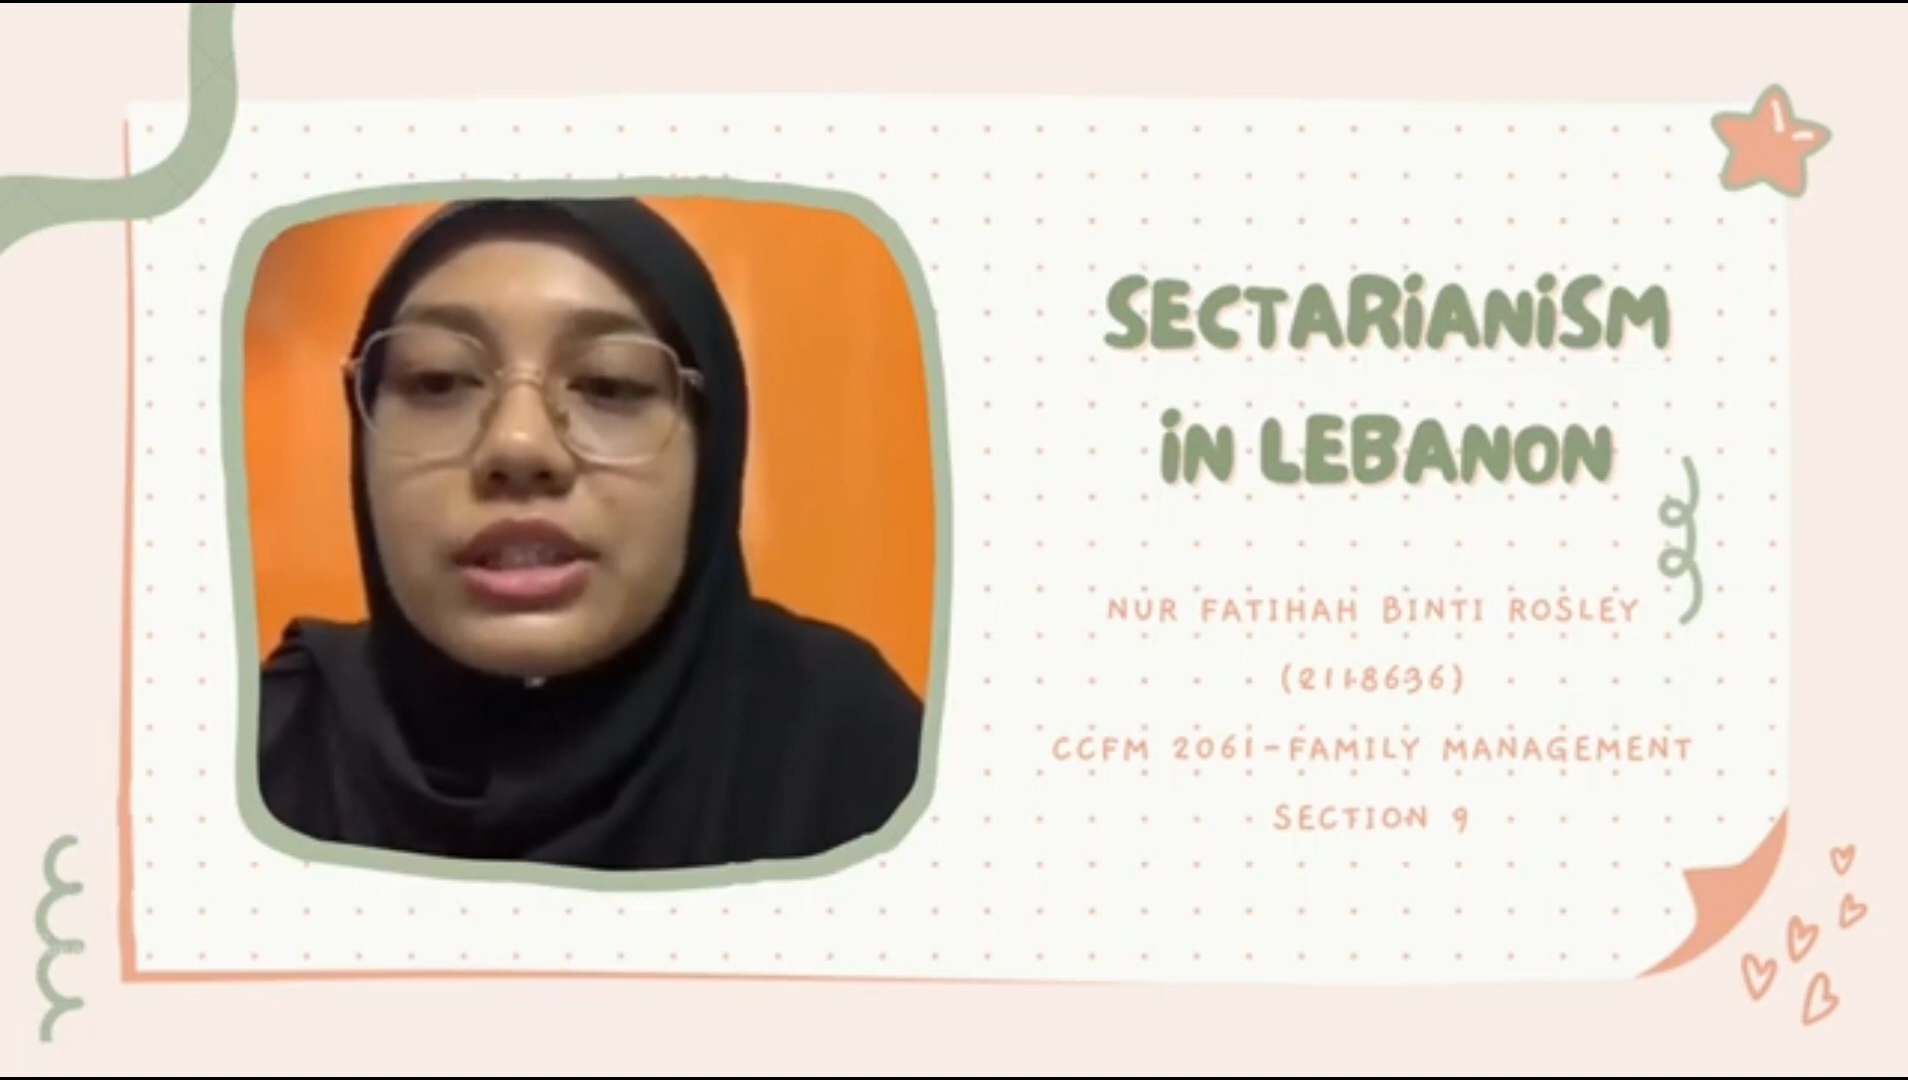 SECTARiANiSM
iN LEBANON
NUR FATIHAH BINTI ROSLEY
(2118636)
CCFM 2061-FAMILY MANAGEMENT
SECTION 9